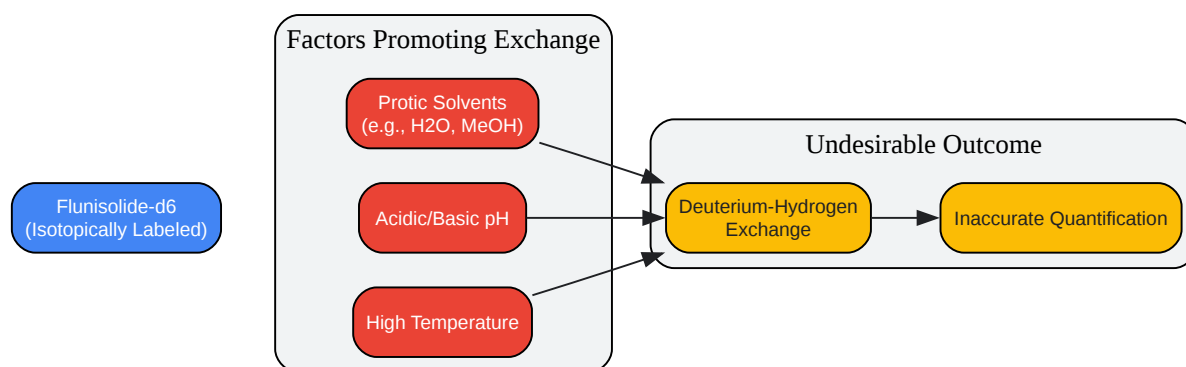 Factors Promoting Exchange
Protic Solvents
(e.g., H2O, MeOH)
Undesirable Outcome
Flunisolide-d6
(Isotopically Labeled)
Acidic/Basic pH
Deuterium-Hydrogen
Exchange
Inaccurate Quantification
High Temperature